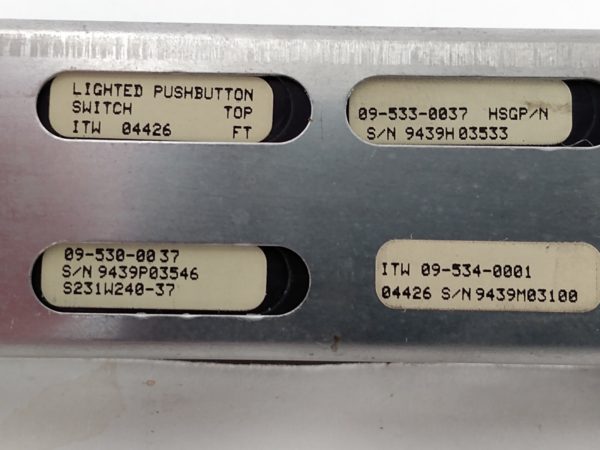 LIGHTED PUSHBUTTON
SWITCH TOP
ITW 04426 FT
09-533-0037 HSGP/N
S/N 9439H03533
09-530-0037
S/N 9439P03546
S231W240-37
ITW 09-534-0001
04426 S/N 9439M03100